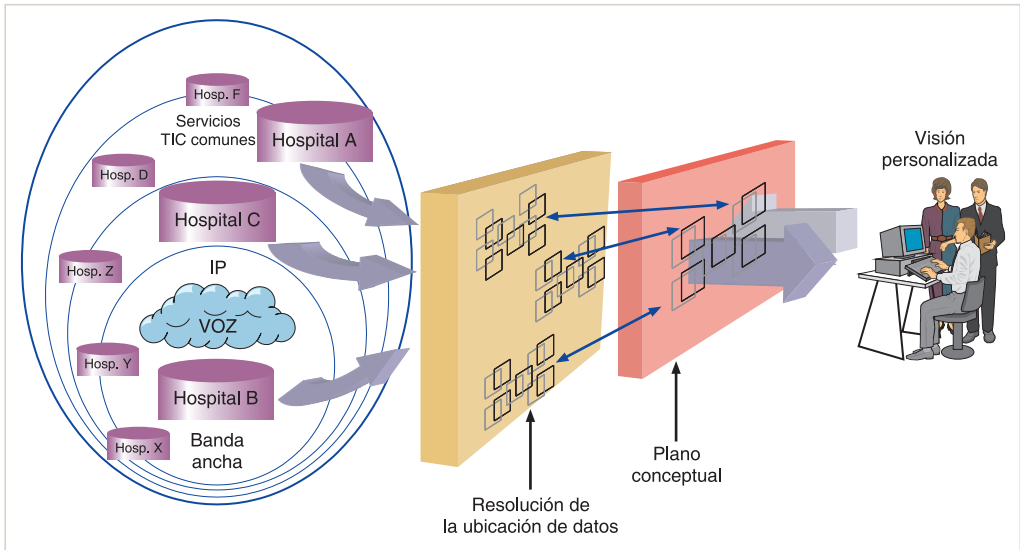 Hosp. F
Servicios
TIC comunes
Hospital A
Hosp. D
Hospital C
Hosp. Z
IP
VOZ
Hosp. Y
Hospital B
Hosp. X
Banda
ancha
Resolución de
la ubicación de datos
Plano
conceptual
Visión
personalizada